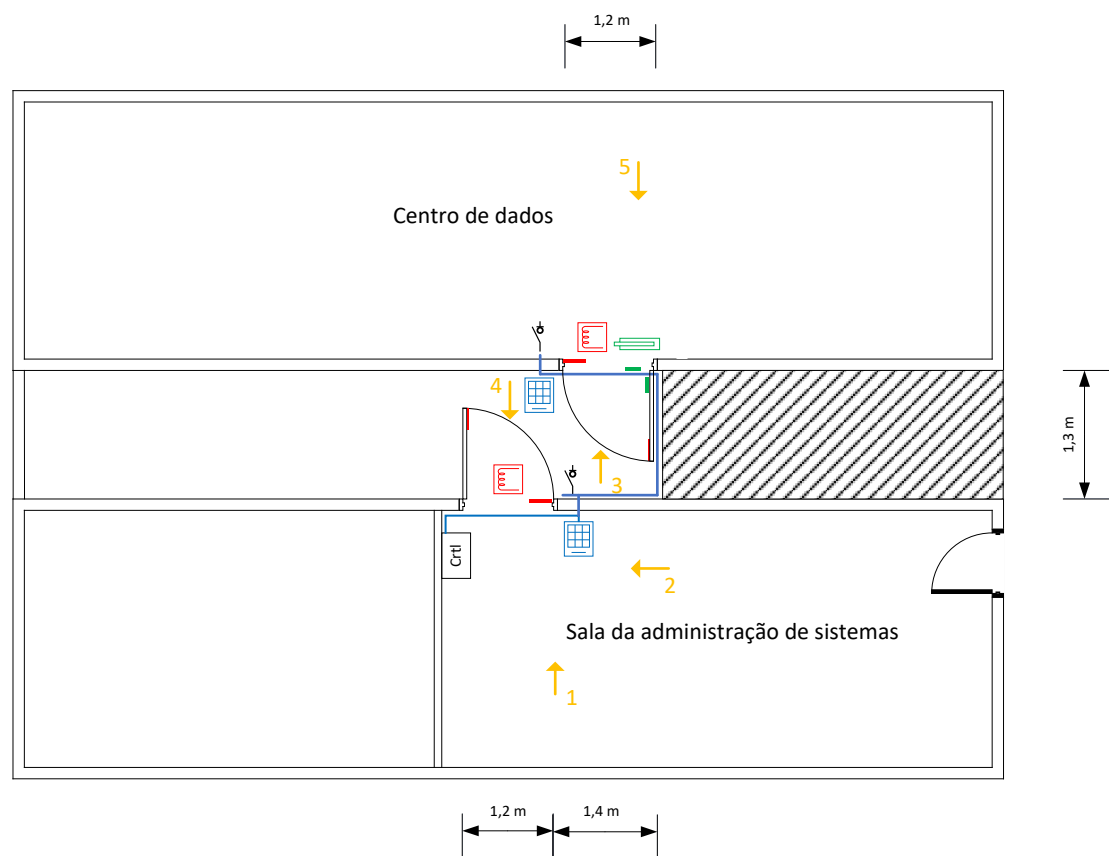 1,2 m
5
Centro de dados
4
3
1,3 m
Crtl
2
Sala da administração de sistemas
1
1,2 m
1,4 m